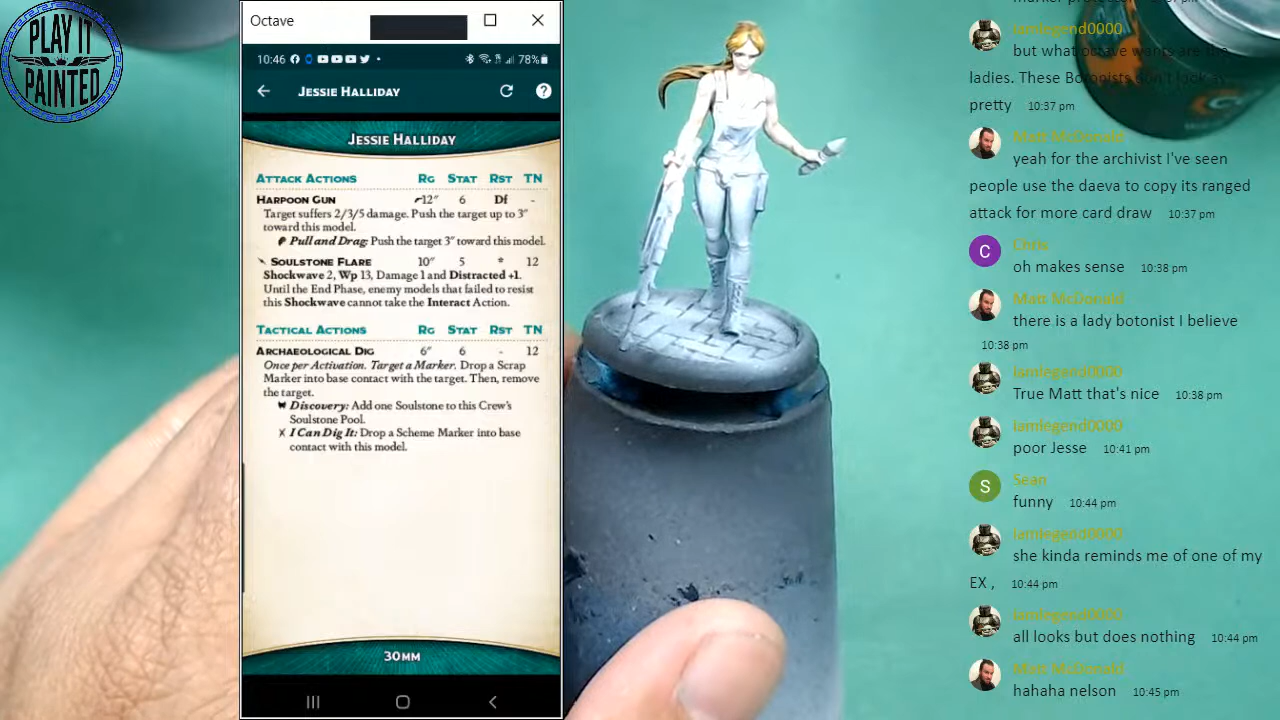 PLAY IT
PAINTED
Octave
10:46
78%
JESSIE HALLIDAY
JESSIE HALLIDAY
ATTACK ACTIONS RG STAT RST TN
HARPOON GUN 12" 6 Df -
Target suffers 2/3/5 damage. Push the target up to 3"
toward this model.
Pull and Drag: Push the target 3" toward this model.
SOULSTONE FLARE 10" 5 * 12
Shockwave 2, Wp 13, Damage 1 and Distracted +1.
Until the End Phase, enemy models that failed to resist
this Shockwave cannot take the Interact Action.
TACTICAL ACTIONS RG STAT RST TN
ARCHAEOLOGICAL DIG 6" 6 - 12
Once per Activation. Target a Marker. Drop a Scrap
Marker into base contact with the target. Then, remove
the target.
Discovery: Add one Soulstone to this Crew's
Soulstone Pool.
I Can Dig It: Drop a Scheme Marker into base
contact with this model.
30MM
Iamlegend0000
but what octave wants are the
ladies. These Botonists don't look as
pretty 10:37 pm
Matt McDonald
yeah for the archivist I've seen
people use the daeva to copy its ranged
attack for more card draw 10:37 pm
C
Chris
oh makes sense 10:38 pm
Matt McDonald
there is a lady botonist I believe
10:38 pm
Iamlegend0000
True Matt that's nice 10:38 pm
Iamlegend0000
poor Jesse 10:41 pm
S
Sean
funny 10:44 pm
Iamlegend0000
she kinda reminds me of one of my
EX , 10:44 pm
Iamlegend0000
all looks but does nothing 10:44 pm
Matt McDonald
hahaha nelson 10:45 pm